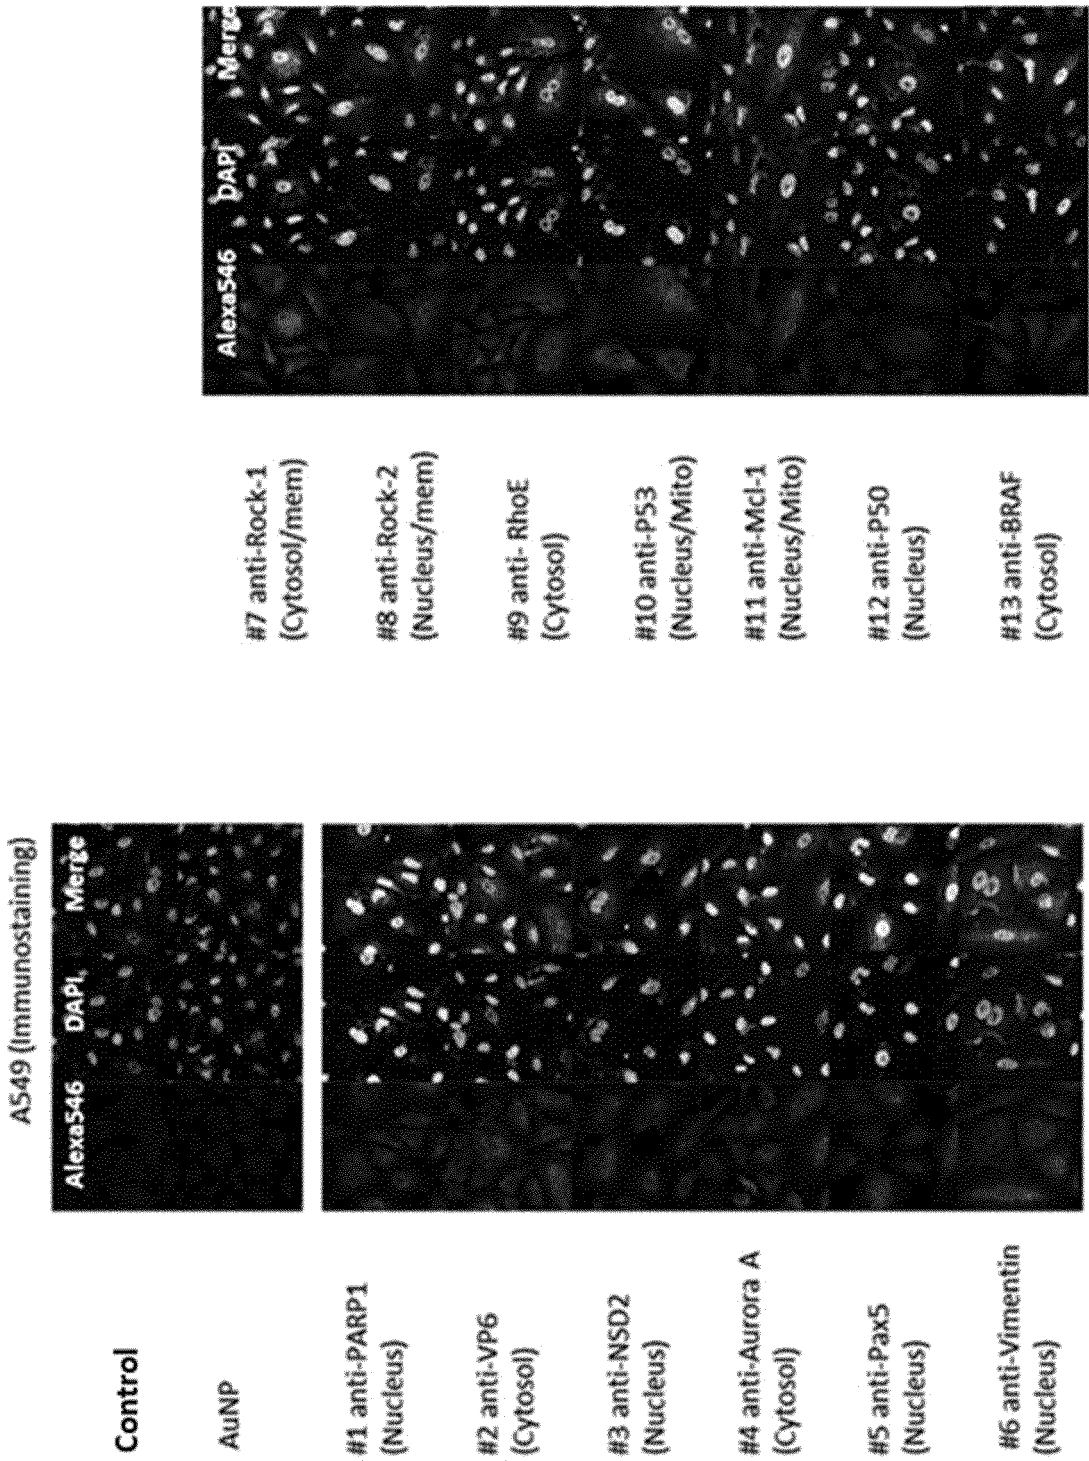 A549 (Immunostaining)
Alexa546 DAPI Merge
Control
AuNP
#1 anti-PARP1
(Nucleus)
#2 anti-VP6
(Cytosol)
#3 anti-NSD2
(Nucleus)
#4 anti-Aurora A
(Cytosol)
#5 anti-Pax5
(Nucleus)
#6 anti-Vimentin
(Nucleus)
Alexa546 DAPI Merge
#7 anti-Rock-1
(Cytosol/mem)
#8 anti-Rock-2
(Nucleus/mem)
#9 anti- RhoE
(Cytosol)
#10 anti-P53
(Nucleus/Mito)
#11 anti-Mcl-1
(Nucleus/Mito)
#12 anti-P50
(Nucleus)
#13 anti-BRAF
(Cytosol)